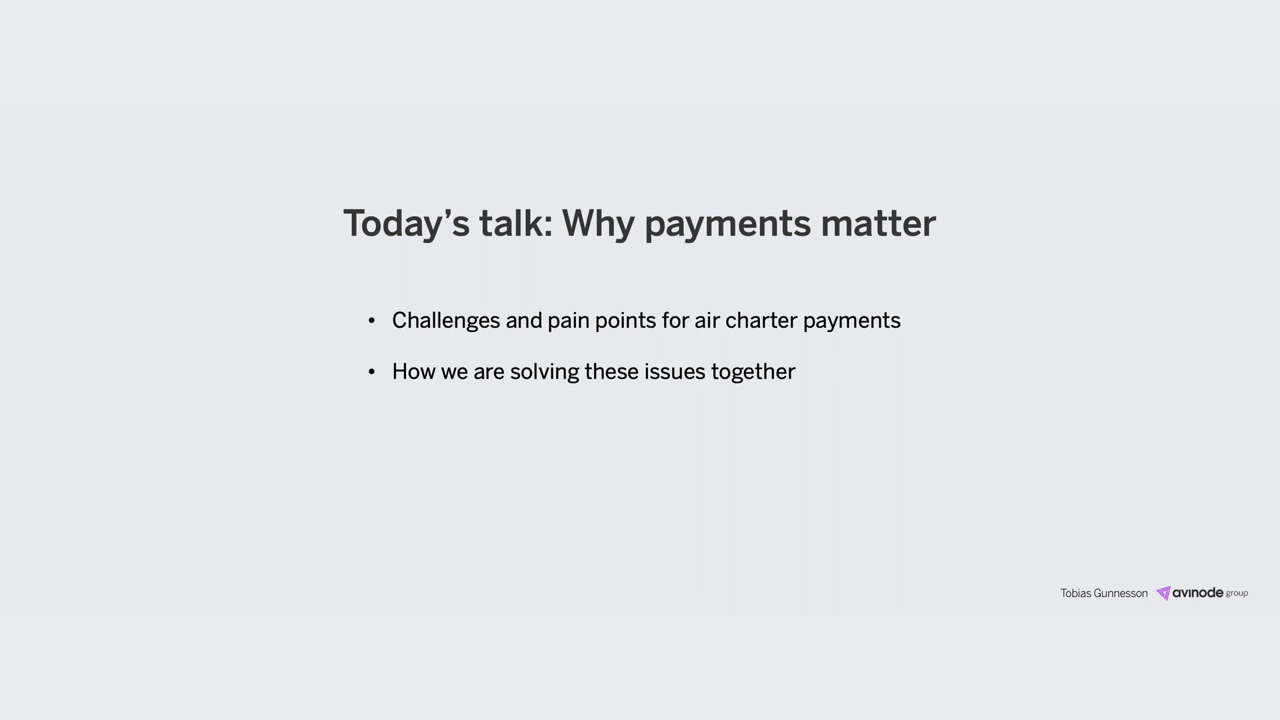 Today’s talk: Why payments matter
• Challenges and pain points for air charter payments
• How we are solving these issues together
Tobias Gunnesson avinode group